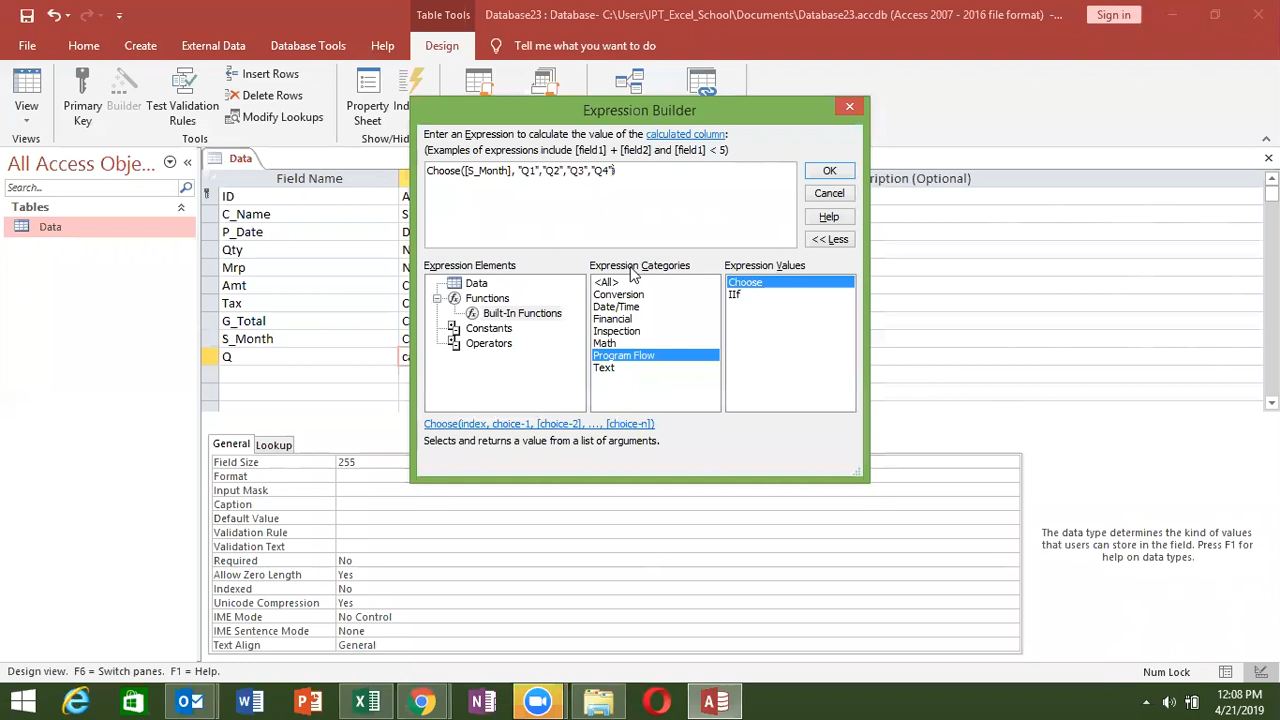 Table Tools
Database23 : Database- C:\Users\IPT_Excel_School\Documents\Database23.accdb (Access 2007 - 2016 file format) -...
Sign in
File
Home
Create
External Data
Database Tools
Help
Design
Tell me what you want to do
View
Primary Key
Builder
Test Validation Rules
Insert Rows
Delete Rows
Modify Lookups
Property Sheet
Views
Tools
Show/Hid
Expression Builder
Enter an Expression to calculate the value of the calculated column:
(Examples of expressions include [field1] + [field2] and [field1] < 5)
Choose([S_Month], "Q1","Q2","Q3","Q4")
OK
Cancel
Help
<< Less
Expression Elements
Expression Categories
Expression Values
Data
Functions
Built-In Functions
Constants
Operators
<All>
Conversion
Date/Time
Financial
Inspection
Math
Program Flow
Text
Choose
IIf
Choose(index, choice-1, [choice-2], ..., [choice-n])
Selects and returns a value from a list of arguments.
All Access Obje...
Search...
Tables
Data
Data
Field Name
cription (Optional)
ID
C_Name
P_Date
Qty
Mrp
Amt
Tax
G_Total
S_Month
Q
General
Lookup
Field Size 255
Format
Input Mask
Caption
Default Value
Validation Rule
Validation Text
Required No
Allow Zero Length Yes
Indexed No
Unicode Compression Yes
IME Mode No Control
IME Sentence Mode None
Text Align General
The data type determines the kind of values
that users can store in the field. Press F1 for
help on data types.
Design view. F6 = Switch panes. F1 = Help.
Num Lock
12:08 PM
4/21/2019